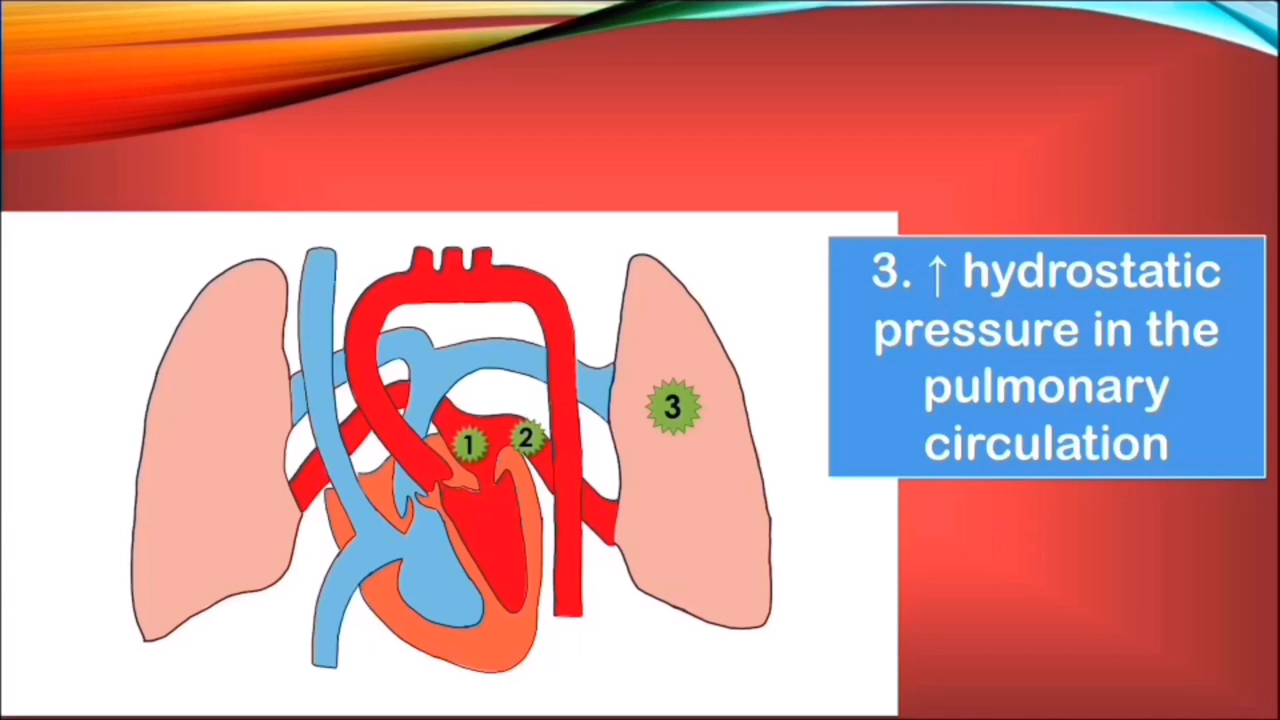 3. ↑ hydrostatic
pressure in the
pulmonary
circulation
3
1
2